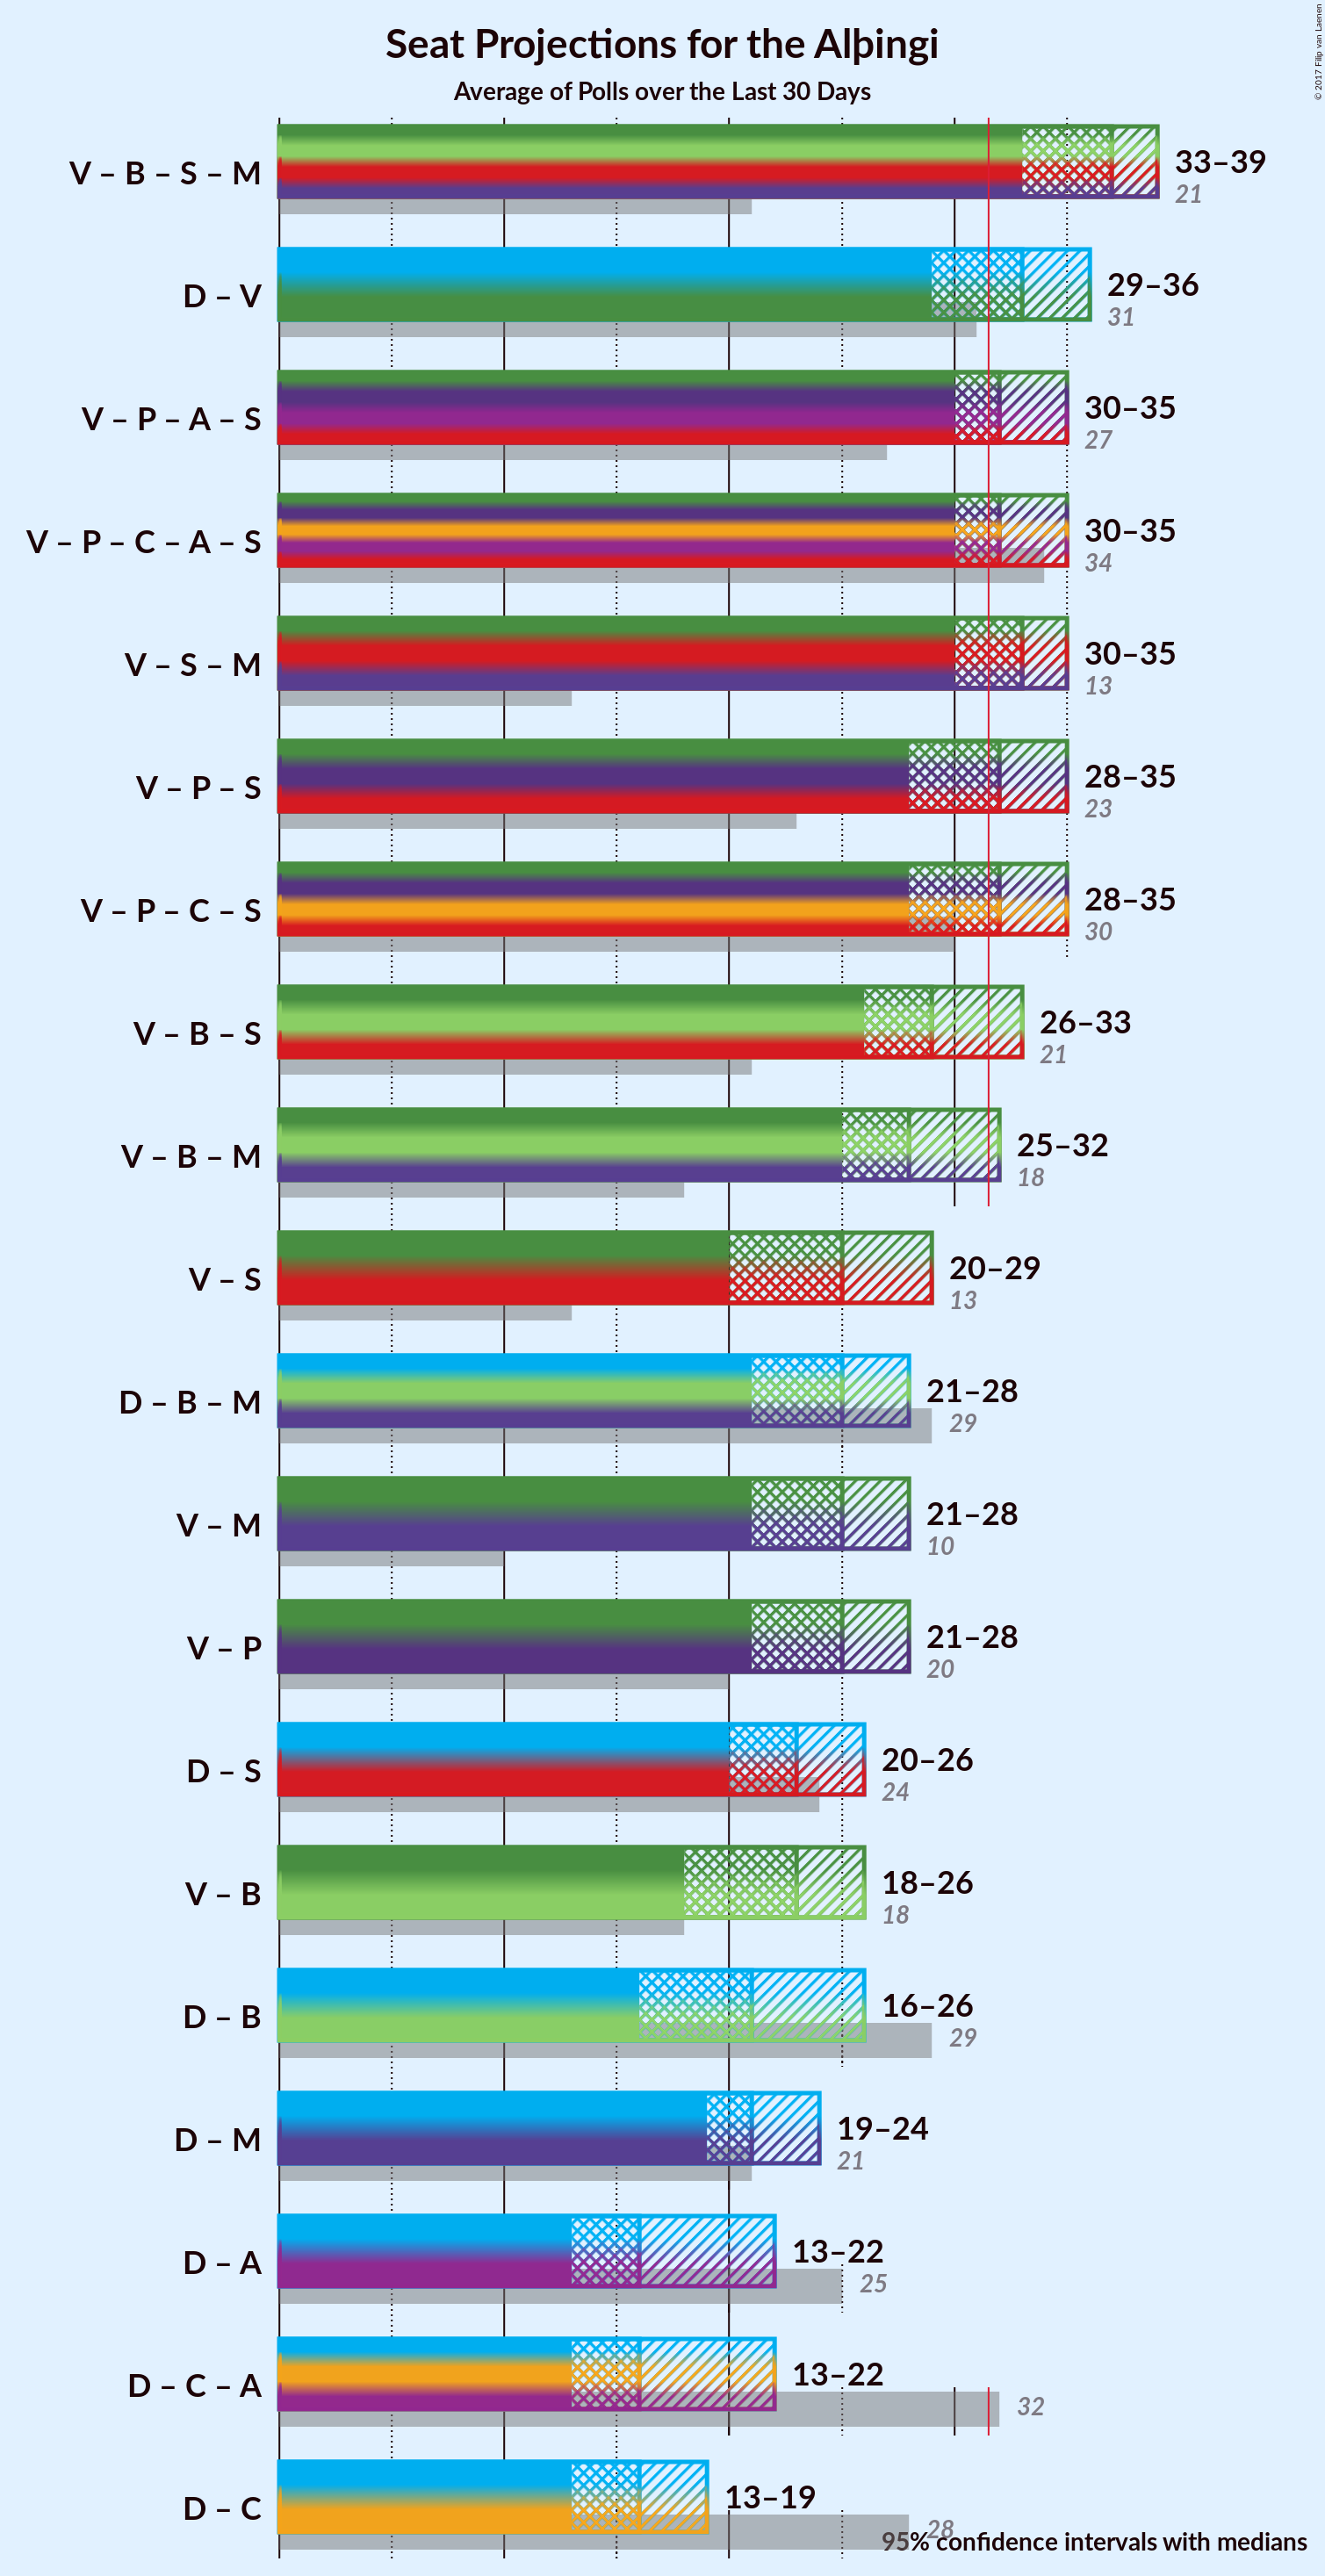 © 2017 Filip van Laenen
Seat Projections for the Alþingi
Average of Polls over the Last 30 Days
V – B – S – M
33–39
21
D – V
29–36
31
V – P – A – S
30–35
27
V – P – C – A – S
30–35
34
V – S – M
30–35
13
V – P – S
28–35
23
V – P – C – S
28–35
30
V – B – S
26–33
21
V – B – M
25–32
18
V – S
20–29
13
D – B – M
21–28
29
V – M
21–28
10
V – P
21–28
20
D – S
20–26
24
V – B
18–26
18
D – B
16–26
29
D – M
19–24
21
D – A
13–22
25
D – C – A
13–22
32
D – C
13–19
28
95% confidence intervals with medians